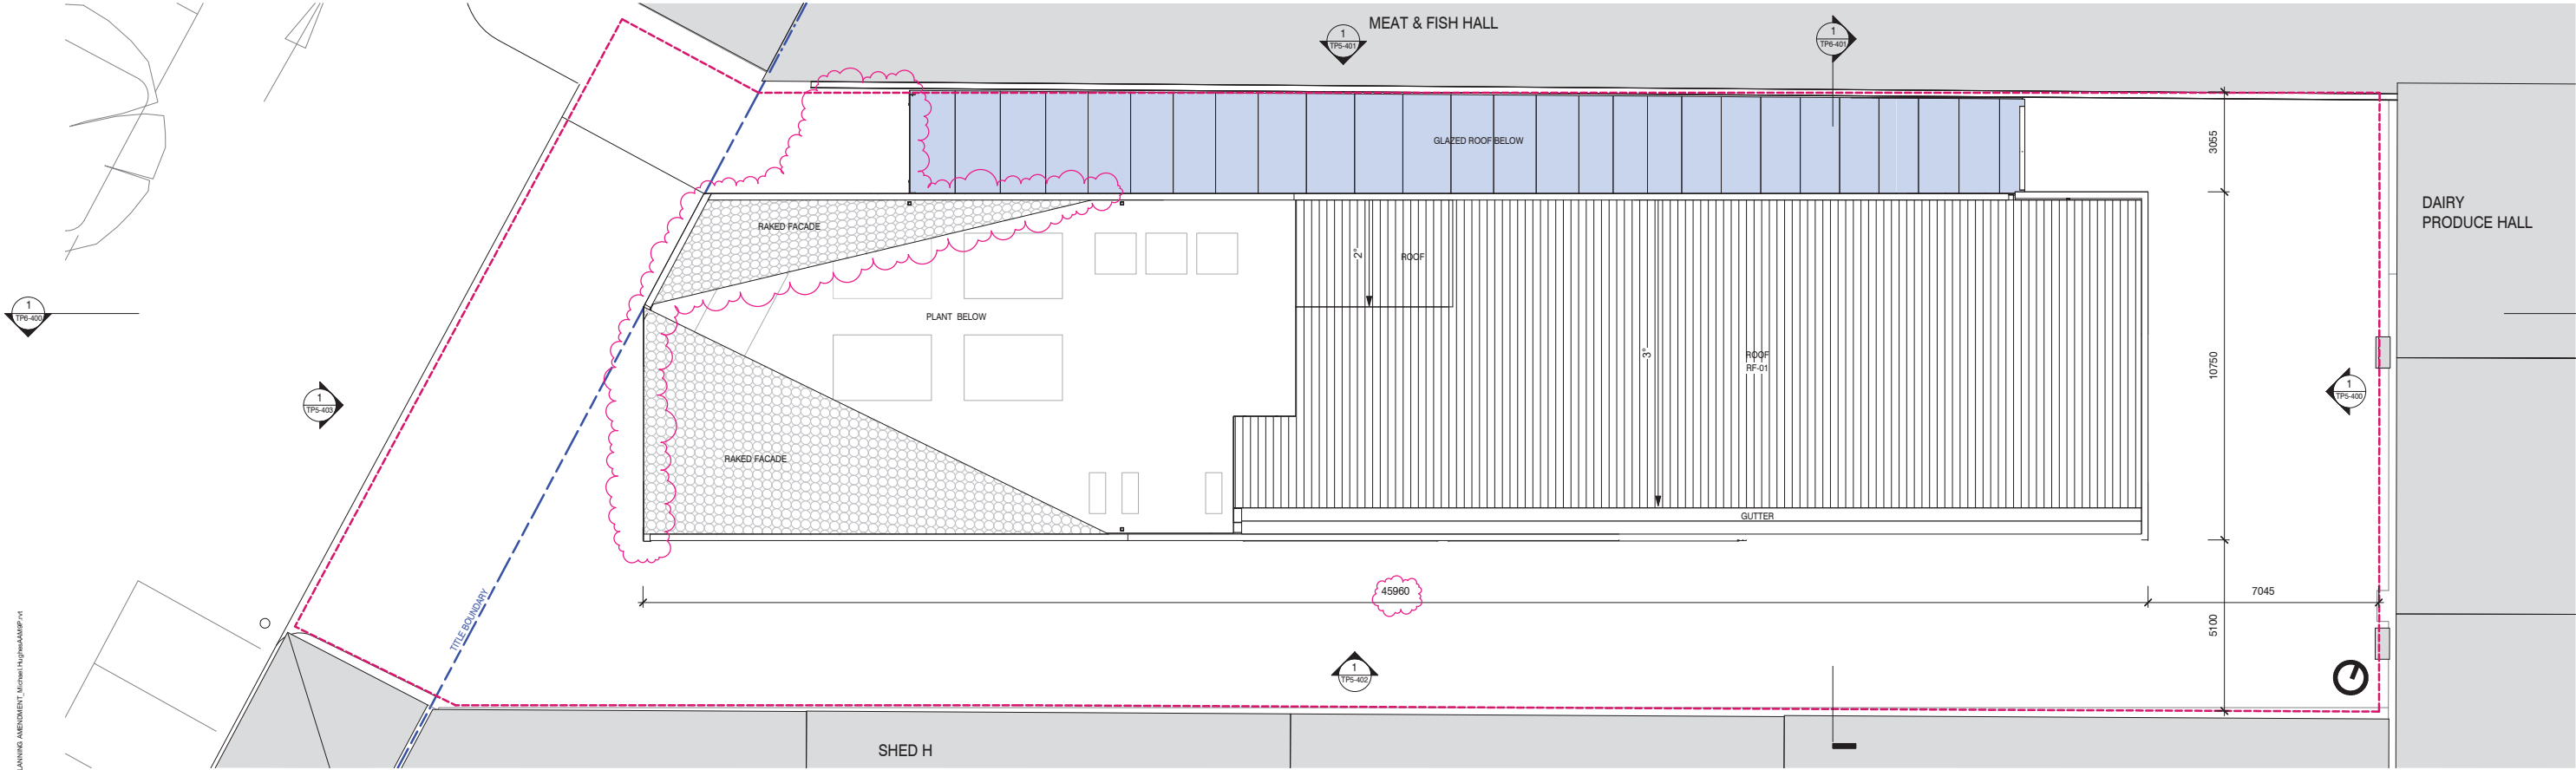 MEAT & FISH HALL
1
TP5-401
1
TP6-401
GLAZED ROOF BELOW
3055
DAIRY
PRODUCE HALL
RAKED FACADE
2°
ROOF
1
TP6-400
PLANT BELOW
3°
ROOF
RF-01
10750
1
TP5-403
1
TP5-400
RAKED FACADE
GUTTER
45960
7045
TITLE BOUNDARY
5100
1
TP5-402
SHED H